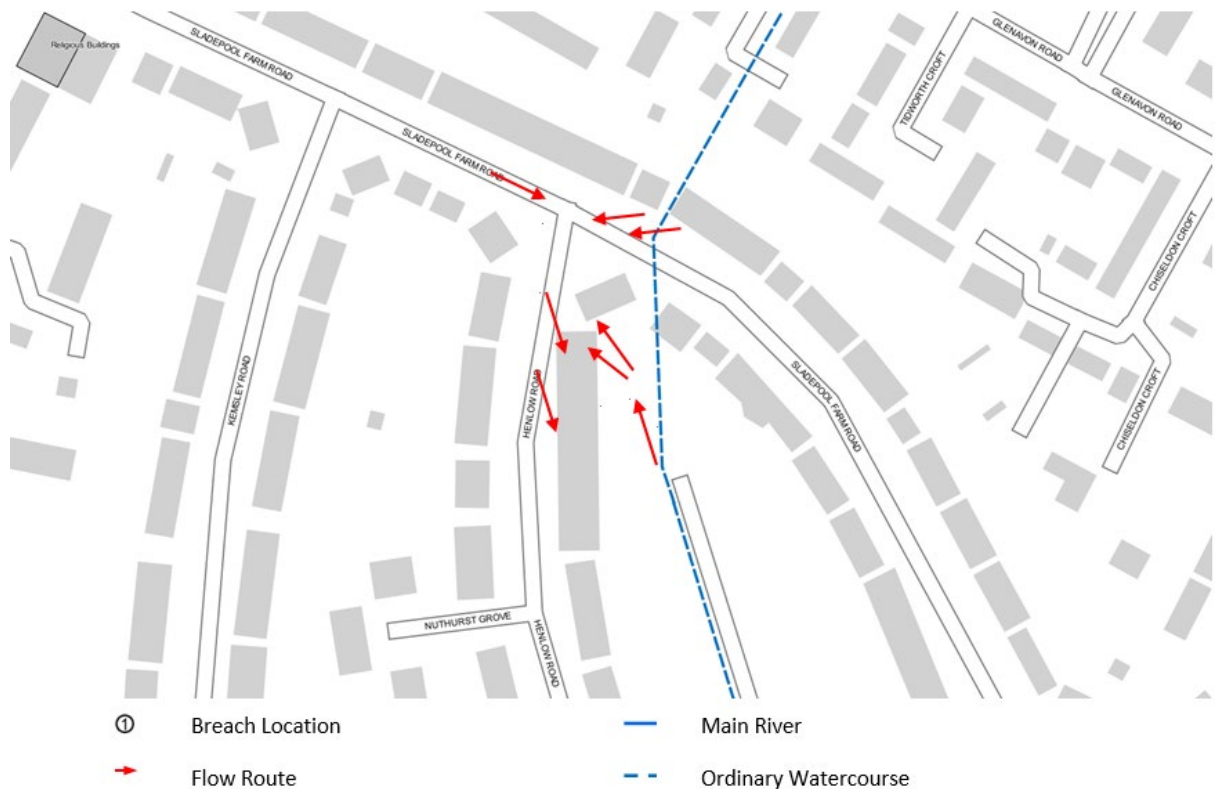 Religious Buildings
SLADEPOOL FARM ROAD
GLENAVON ROAD
TIDWORTH CROFT
GLENAVON ROAD
SLADEPOOL FARM ROAD
CHISELDON CROFT
KEMSLEY ROAD
HENLOW ROAD
SLADEPOOL FARM ROAD
CHISELDON CROFT
NUTHURST GROVE
HENLOW ROAD
1 Breach Location
Main River
Flow Route
Ordinary Watercourse